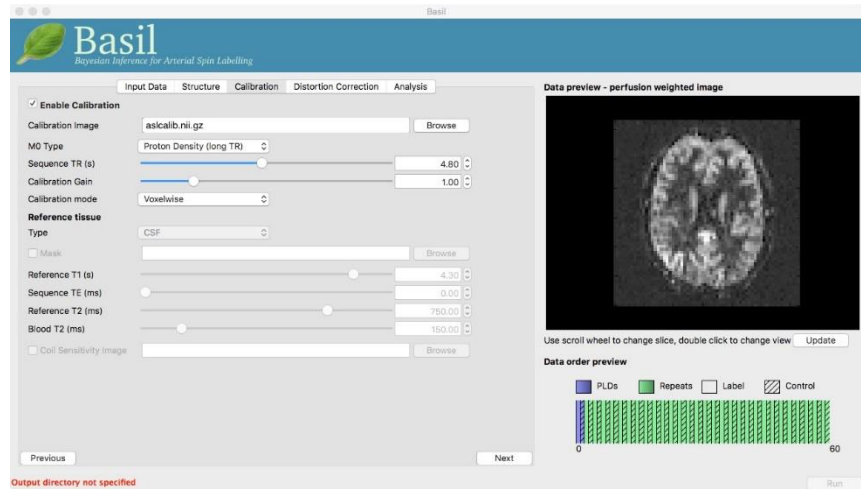 Basil
Basil
Bayesian Inference for Arterial Spin Labelling
Input Data Structure Calibration Distortion Correction Analysis
Enable Calibration
Calibration Image aslcalib.nii.gz Browse
M0 Type Proton Density (long TR)
Sequence TR (s) 4.80
Calibration Gain 1.00
Calibration mode Voxelwise
Reference tissue
Type CSF
Mask Browse
Reference T1 (s) 4.30
Sequence TE (ms) 0.00
Reference T2 (ms) 750.00
Blood T2 (ms) 150.00
Coil Sensitivity Image Browse
Previous Next
Data preview - perfusion weighted image
Use scroll wheel to change slice, double click to change view Update
Data order preview
PLDs Repeats Label Control
0 60
Output directory not specified Run